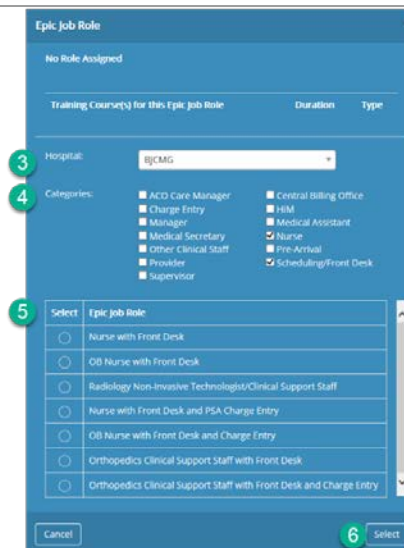 Epic Job Role
No Role Assigned
Training Course(s) for this Epic Job Role Duration Type
3 Hospital: BJCMG
4 Categories: ACO Care Manager Central Billing Office
Charge Entry HIM
Manager Medical Assistant
Medical Secretary Nurse
Other Clinical Staff Pre-Arrival
Provider Scheduling/Front Desk
Supervisor
5 Select Epic Job Role
Nurse with Front Desk
OB Nurse with Front Desk
Radiology Non-Invasive Technologist/Clinical Support Staff
Nurse with Front Desk and PSA Charge Entry
OB Nurse with Front Desk and Charge Entry
Orthopedics Clinical Support Staff with Front Desk
Orthopedics Clinical Support Staff with Front Desk and Charge Entry
Cancel 6 Select